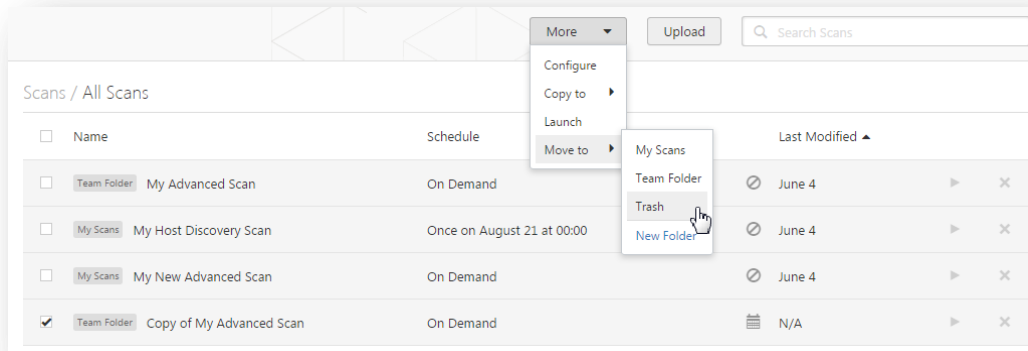 More
Upload
Search Scans
Configure
Copy to
Launch
Move to
My Scans
Team Folder
Trash
New Folder
Scans / All Scans
Name Schedule Last Modified
Team Folder My Advanced Scan On Demand June 4
My Scans My Host Discovery Scan Once on August 21 at 00:00 June 4
My Scans My New Advanced Scan On Demand June 4
Team Folder Copy of My Advanced Scan On Demand N/A